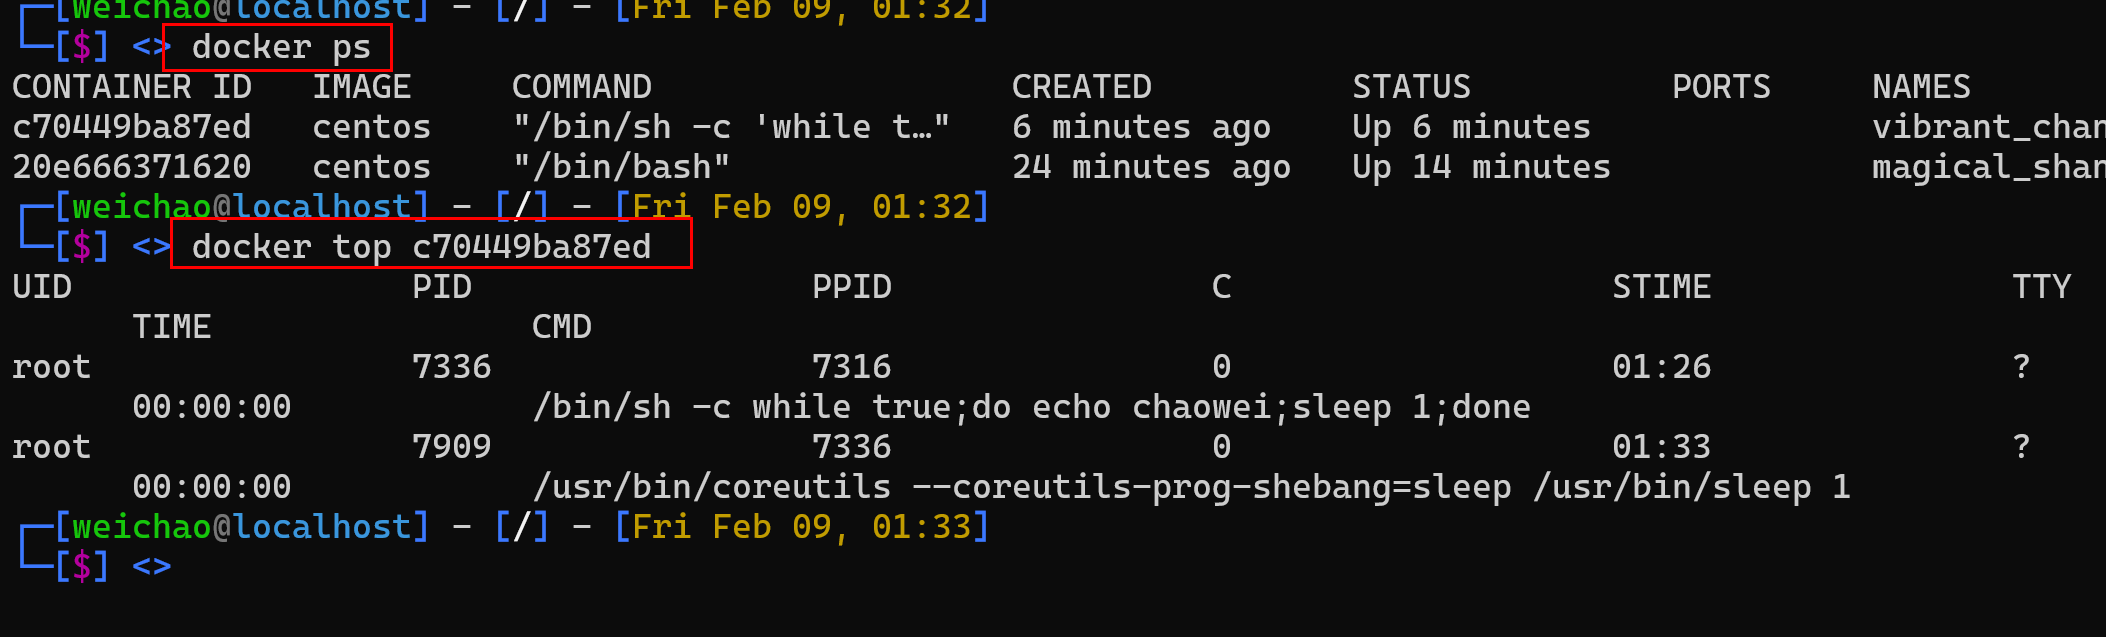 ┌─[weichao@localhost] - [/] - [Fri Feb 09, 01:32]
└─[$] <> docker ps
CONTAINER ID   IMAGE     COMMAND                  CREATED          STATUS          PORTS     NAMES
c70449ba87ed   centos    "/bin/sh -c 'while t…"   6 minutes ago    Up 6 minutes              vibrant_chan
20e666371620   centos    "/bin/bash"              24 minutes ago   Up 14 minutes             magical_shan
┌─[weichao@localhost] - [/] - [Fri Feb 09, 01:32]
└─[$] <> docker top c70449ba87ed
UID                 PID                 PPID                C                   STIME               TTY
      TIME                CMD
root                7336                7316                0                   01:26               ?
      00:00:00            /bin/sh -c while true;do echo chaowei;sleep 1;done
root                7909                7336                0                   01:33               ?
      00:00:00            /usr/bin/coreutils --coreutils-prog-shebang=sleep /usr/bin/sleep 1
┌─[weichao@localhost] - [/] - [Fri Feb 09, 01:33]
└─[$] <>